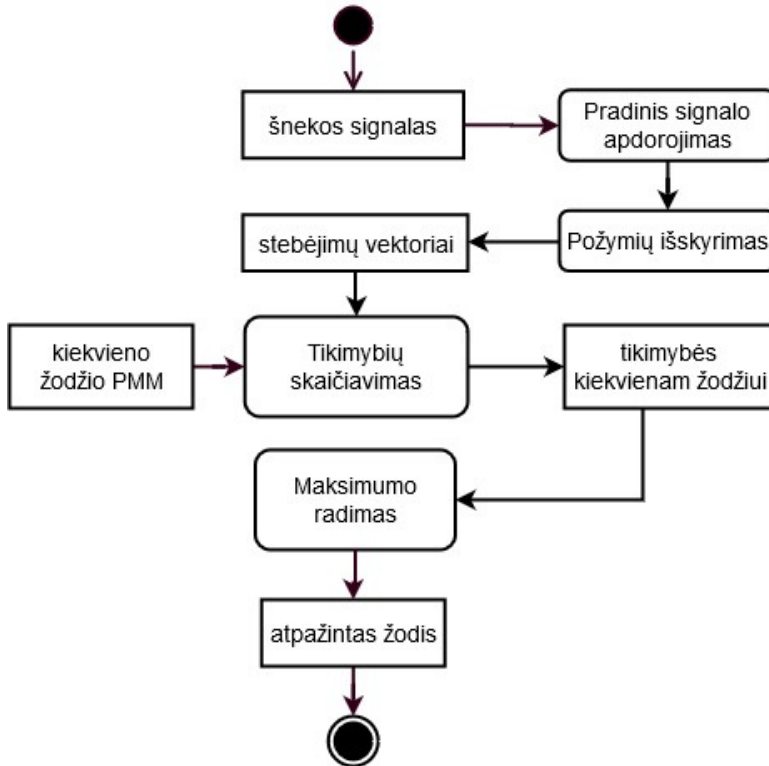 šnekos signalas
Pradinis signalo
apdorojimas
Požymių išskyrimas
stebėjimų vektoriai
kiekvieno
žodžio PMM
Tikimybių
skaičiavimas
tikimybės
kiekvienam žodžiui
Maksimumo
radimas
atpažintas žodis